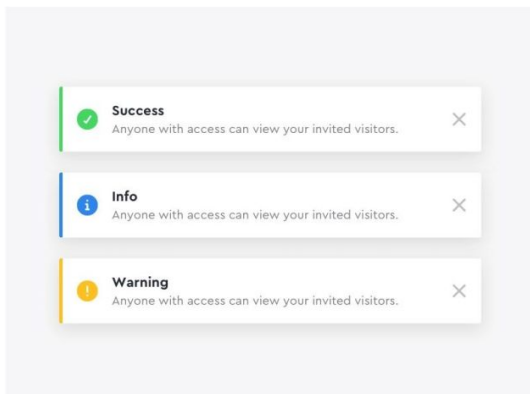 Success
Anyone with access can view your invited visitors.
Info
Anyone with access can view your invited visitors.
Warning
Anyone with access can view your invited visitors.